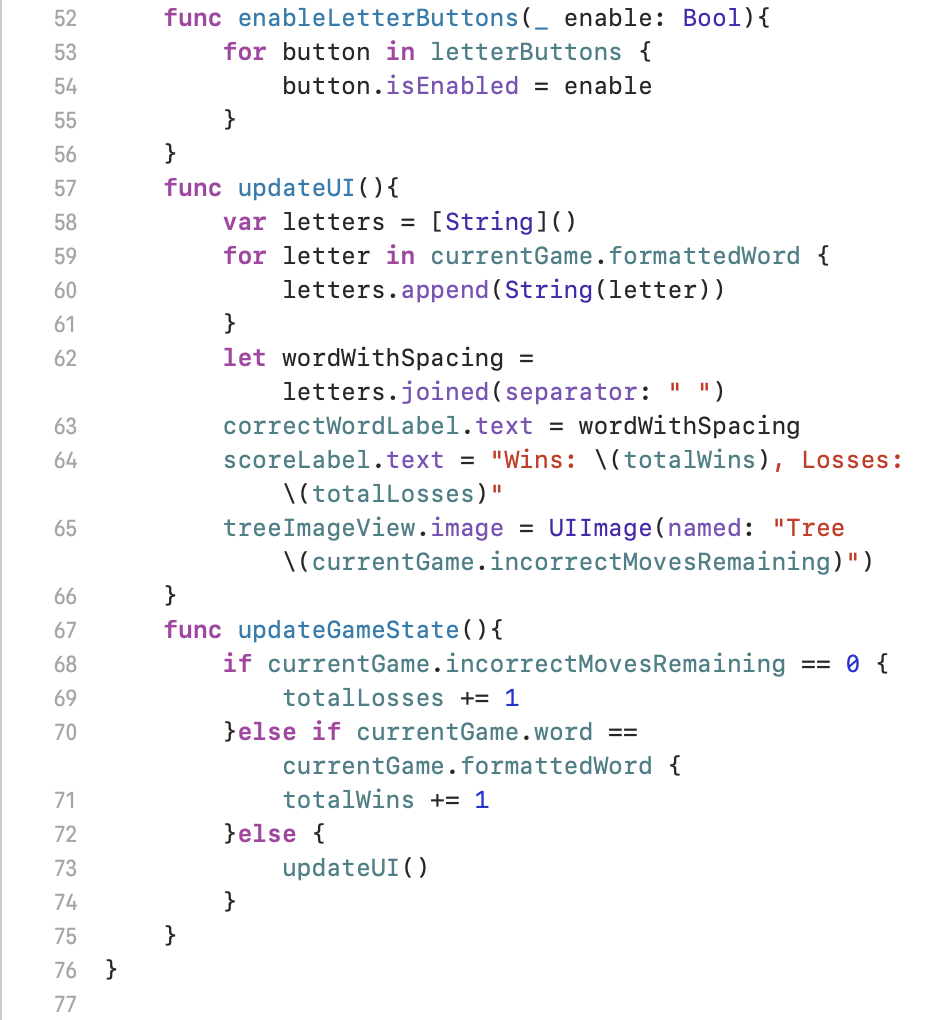 52 func enableLetterButtons(_ enable: Bool){
53 for button in letterButtons {
54 button.isEnabled = enable
55 }
56 }
57 func updateUI(){
58 var letters = [String]()
59 for letter in currentGame.formattedWord {
60 letters.append(String(letter))
61 }
62 let wordWithSpacing =
letters.joined(separator: " ")
63 correctWordLabel.text = wordWithSpacing
64 scoreLabel.text = "Wins: \(totalWins), Losses:
\(totalLosses)"
65 treeImageView.image = UIImage(named: "Tree
\(currentGame.incorrectMovesRemaining)")
66 }
67 func updateGameState(){
68 if currentGame.incorrectMovesRemaining == 0 {
69 totalLosses += 1
70 }else if currentGame.word ==
currentGame.formattedWord {
71 totalWins += 1
72 }else {
73 updateUI()
74 }
75 }
76 }
77